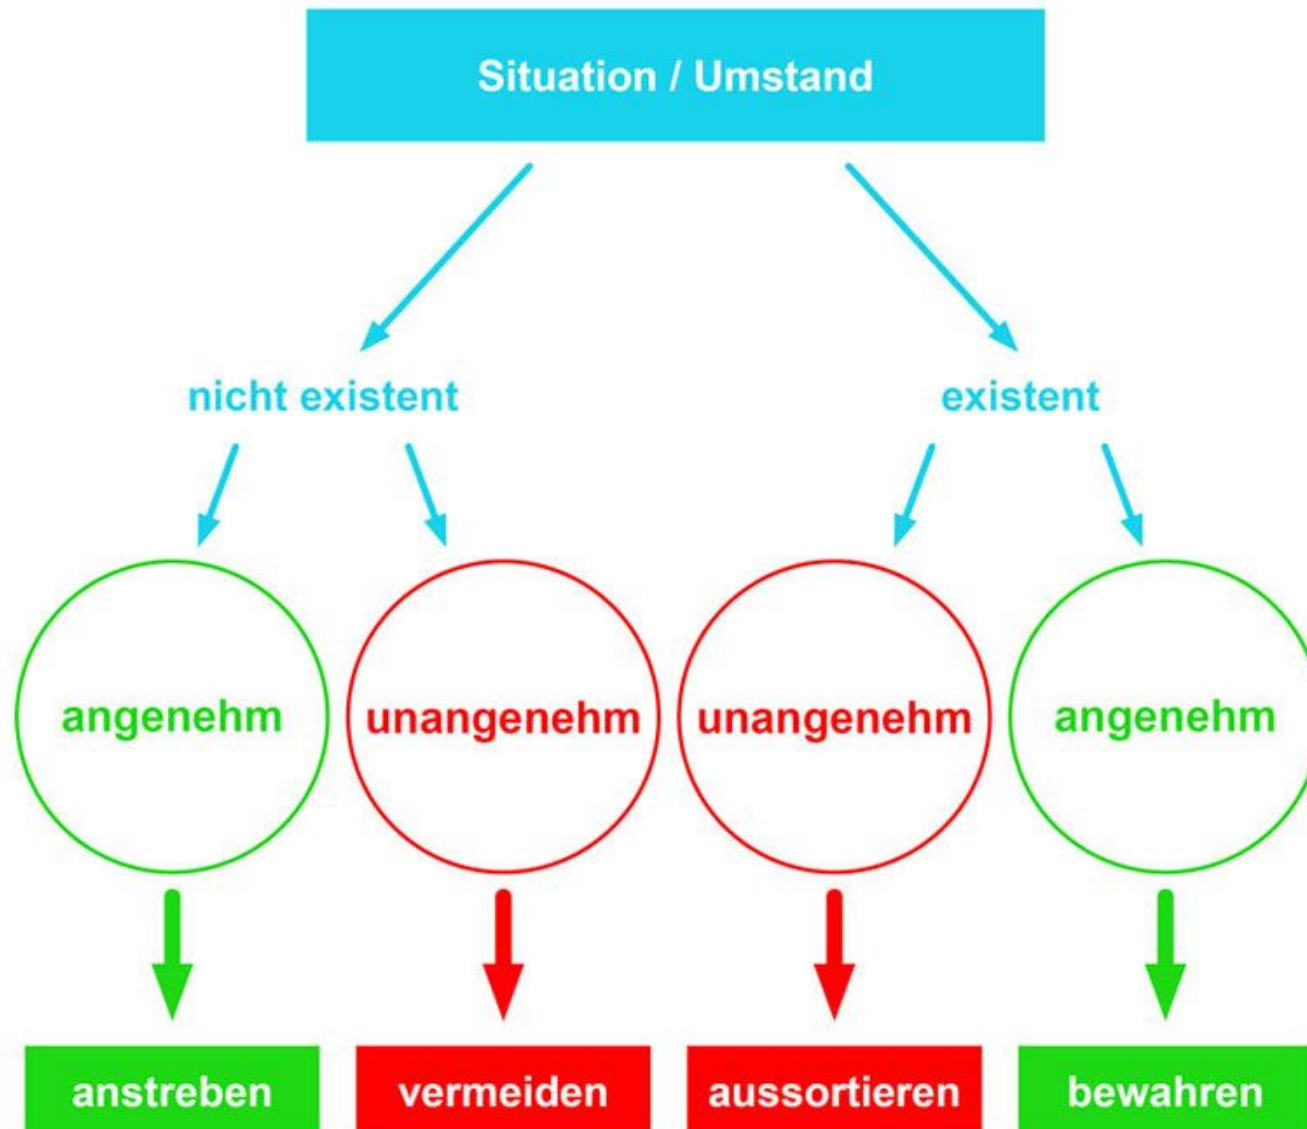 Situation / Umstand
nicht existent
existent
angenehm
unangenehm
unangenehm
angenehm
anstreben
vermeiden
aussortieren
bewahren